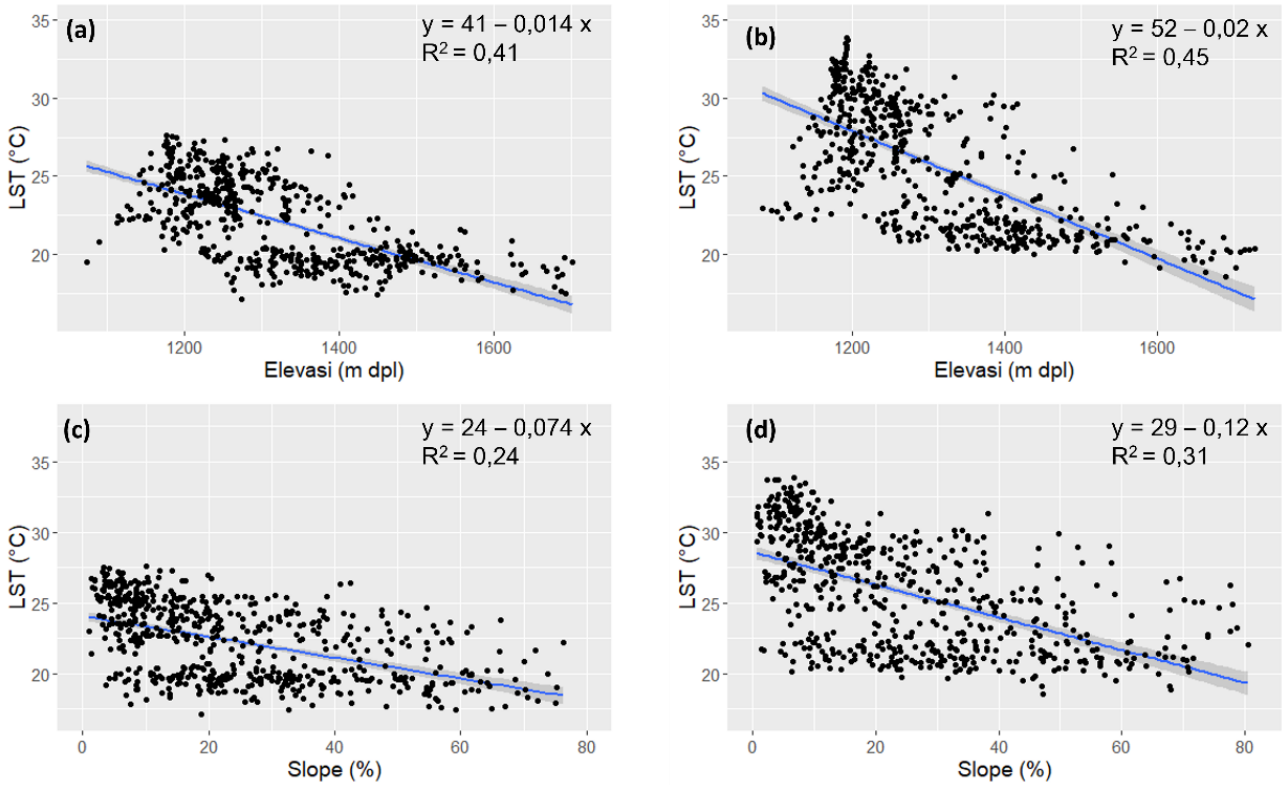 (a)
y = 41 – 0,014 x
R² = 0,41
35
30
25
20
LST (°C)
1200 1400 1600
Elevasi (m dpl)
(b)
y = 52 – 0,02 x
R² = 0,45
35
30
25
20
LST (°C)
1200 1400 1600
Elevasi (m dpl)
(c)
y = 24 – 0,074 x
R² = 0,24
35
30
25
20
LST (°C)
0 20 40 60 80
Slope (%)
(d)
y = 29 – 0,12 x
R² = 0,31
35
30
25
20
LST (°C)
0 20 40 60 80
Slope (%)